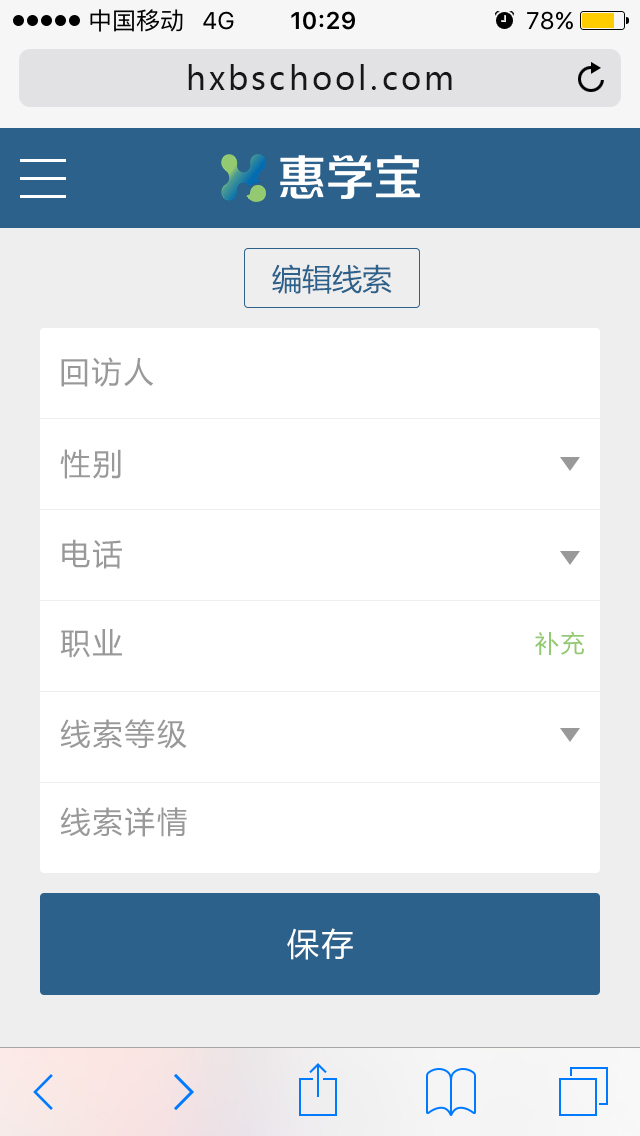 中国移动 4G 10:29 78%
hxbschool.com
惠学宝
编辑线索
回访人
性别
电话
职业 补充
线索等级
线索详情
保存